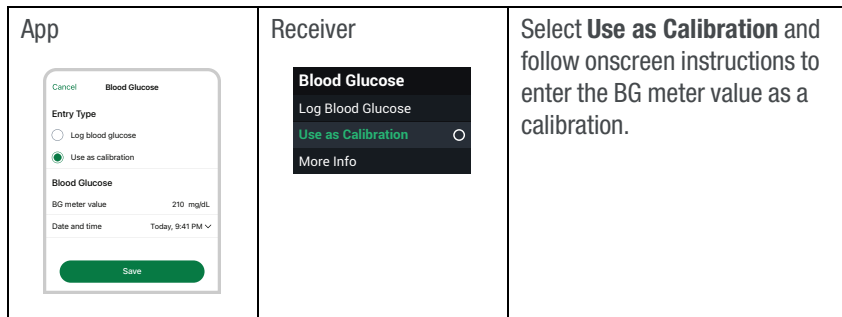 App
Cancel Blood Glucose
Entry Type
Log blood glucose
Use as calibration
Blood Glucose
BG meter value 210 mg/dL
Date and time Today, 9:41 PM
Save
Receiver
Blood Glucose
Log Blood Glucose
Use as Calibration
More Info
Select Use as Calibration and
follow onscreen instructions to
enter the BG meter value as a
calibration.